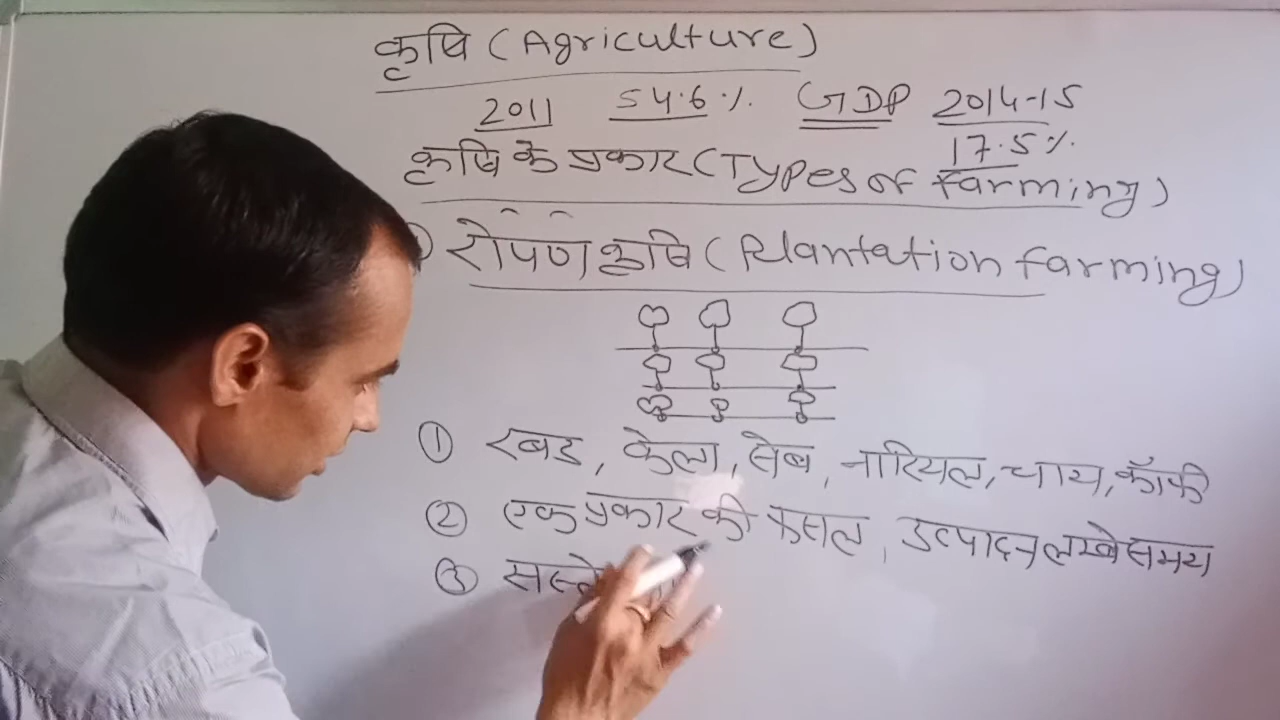 कृषि (Agriculture)
2011 54.6% GDP 2014-15
17.5%
कृषि के प्रकार (Types of farming)
रोपण कृषि (Plantation farming)
① रबड, केला, सेब, नारियल, चाय, कॉफी
② एक प्रकार की फसल, उत्पादन लम्बे समय
③ सस्ते